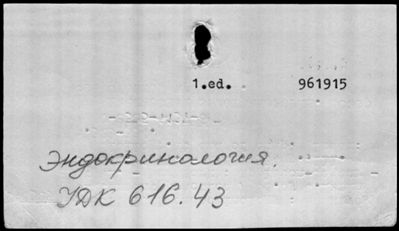 1.ed. 961915
Эндокринология.
УДК 616.43